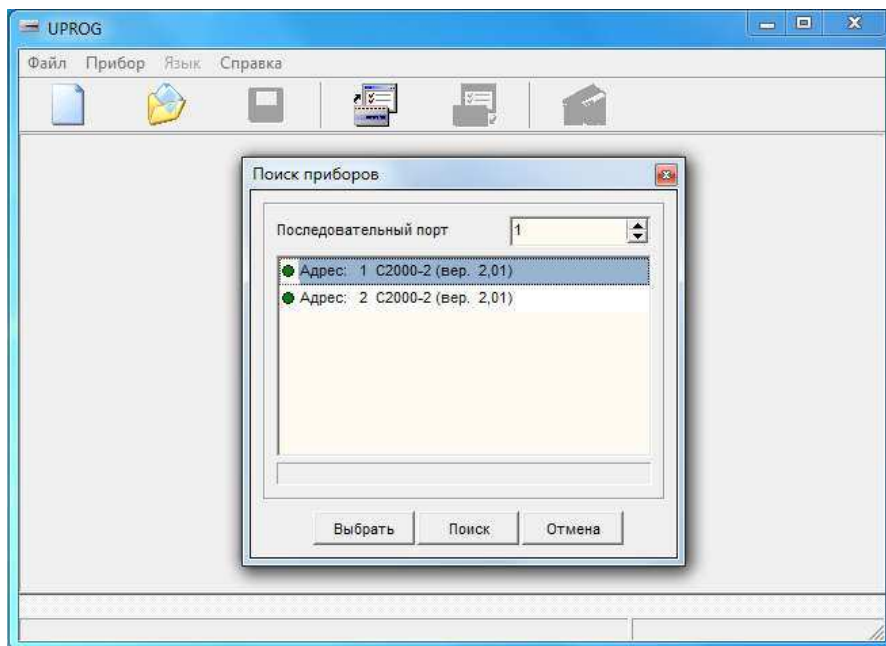 UPROG
Файл Прибор Язык Справка
Поиск приборов
Последовательный порт 1
Адрес: 1 С2000-2 (вер. 2,01)
Адрес: 2 С2000-2 (вер. 2,01)
Выбрать Поиск Отмена